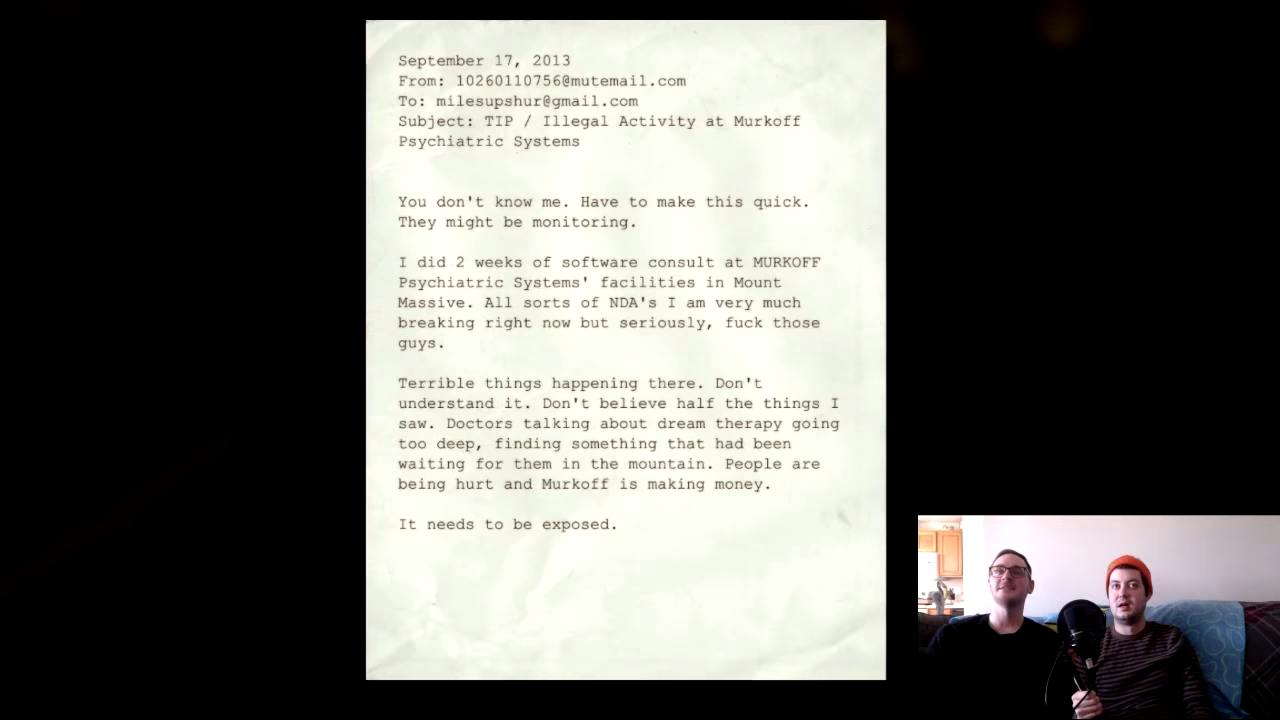 September 17, 2013
From: 10260110756@mutemail.com
To: milesupshur@gmail.com
Subject: TIP / Illegal Activity at Murkoff
Psychiatric Systems
You don't know me. Have to make this quick.
They might be monitoring.
I did 2 weeks of software consult at MURKOFF
Psychiatric Systems' facilities in Mount
Massive. All sorts of NDA's I am very much
breaking right now but seriously, fuck those
guys.
Terrible things happening there. Don't
understand it. Don't believe half the things I
saw. Doctors talking about dream therapy going
too deep, finding something that had been
waiting for them in the mountain. People are
being hurt and Murkoff is making money.
It needs to be exposed.